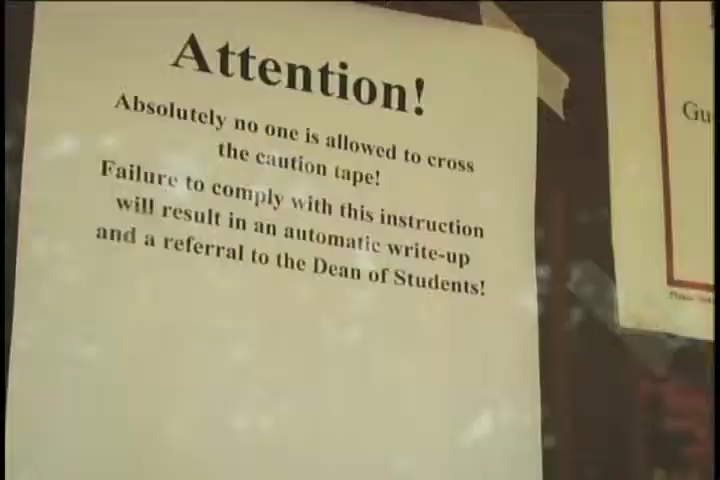 Attention!
Absolutely no one is allowed to cross
the caution tape!
Failure to comply with this instruction
will result in an automatic write-up
and a referral to the Dean of Students!
Gu